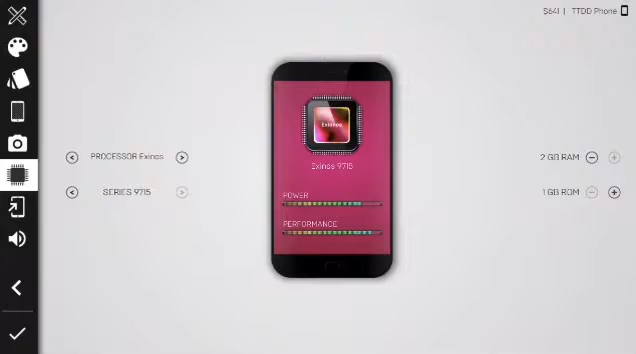 $641 | TTDD Phone
Exinos
Exinos 9715
PROCESSOR Exinos
2 GB RAM
SERIES 9715
1 GB ROM
POWER
PERFORMANCE